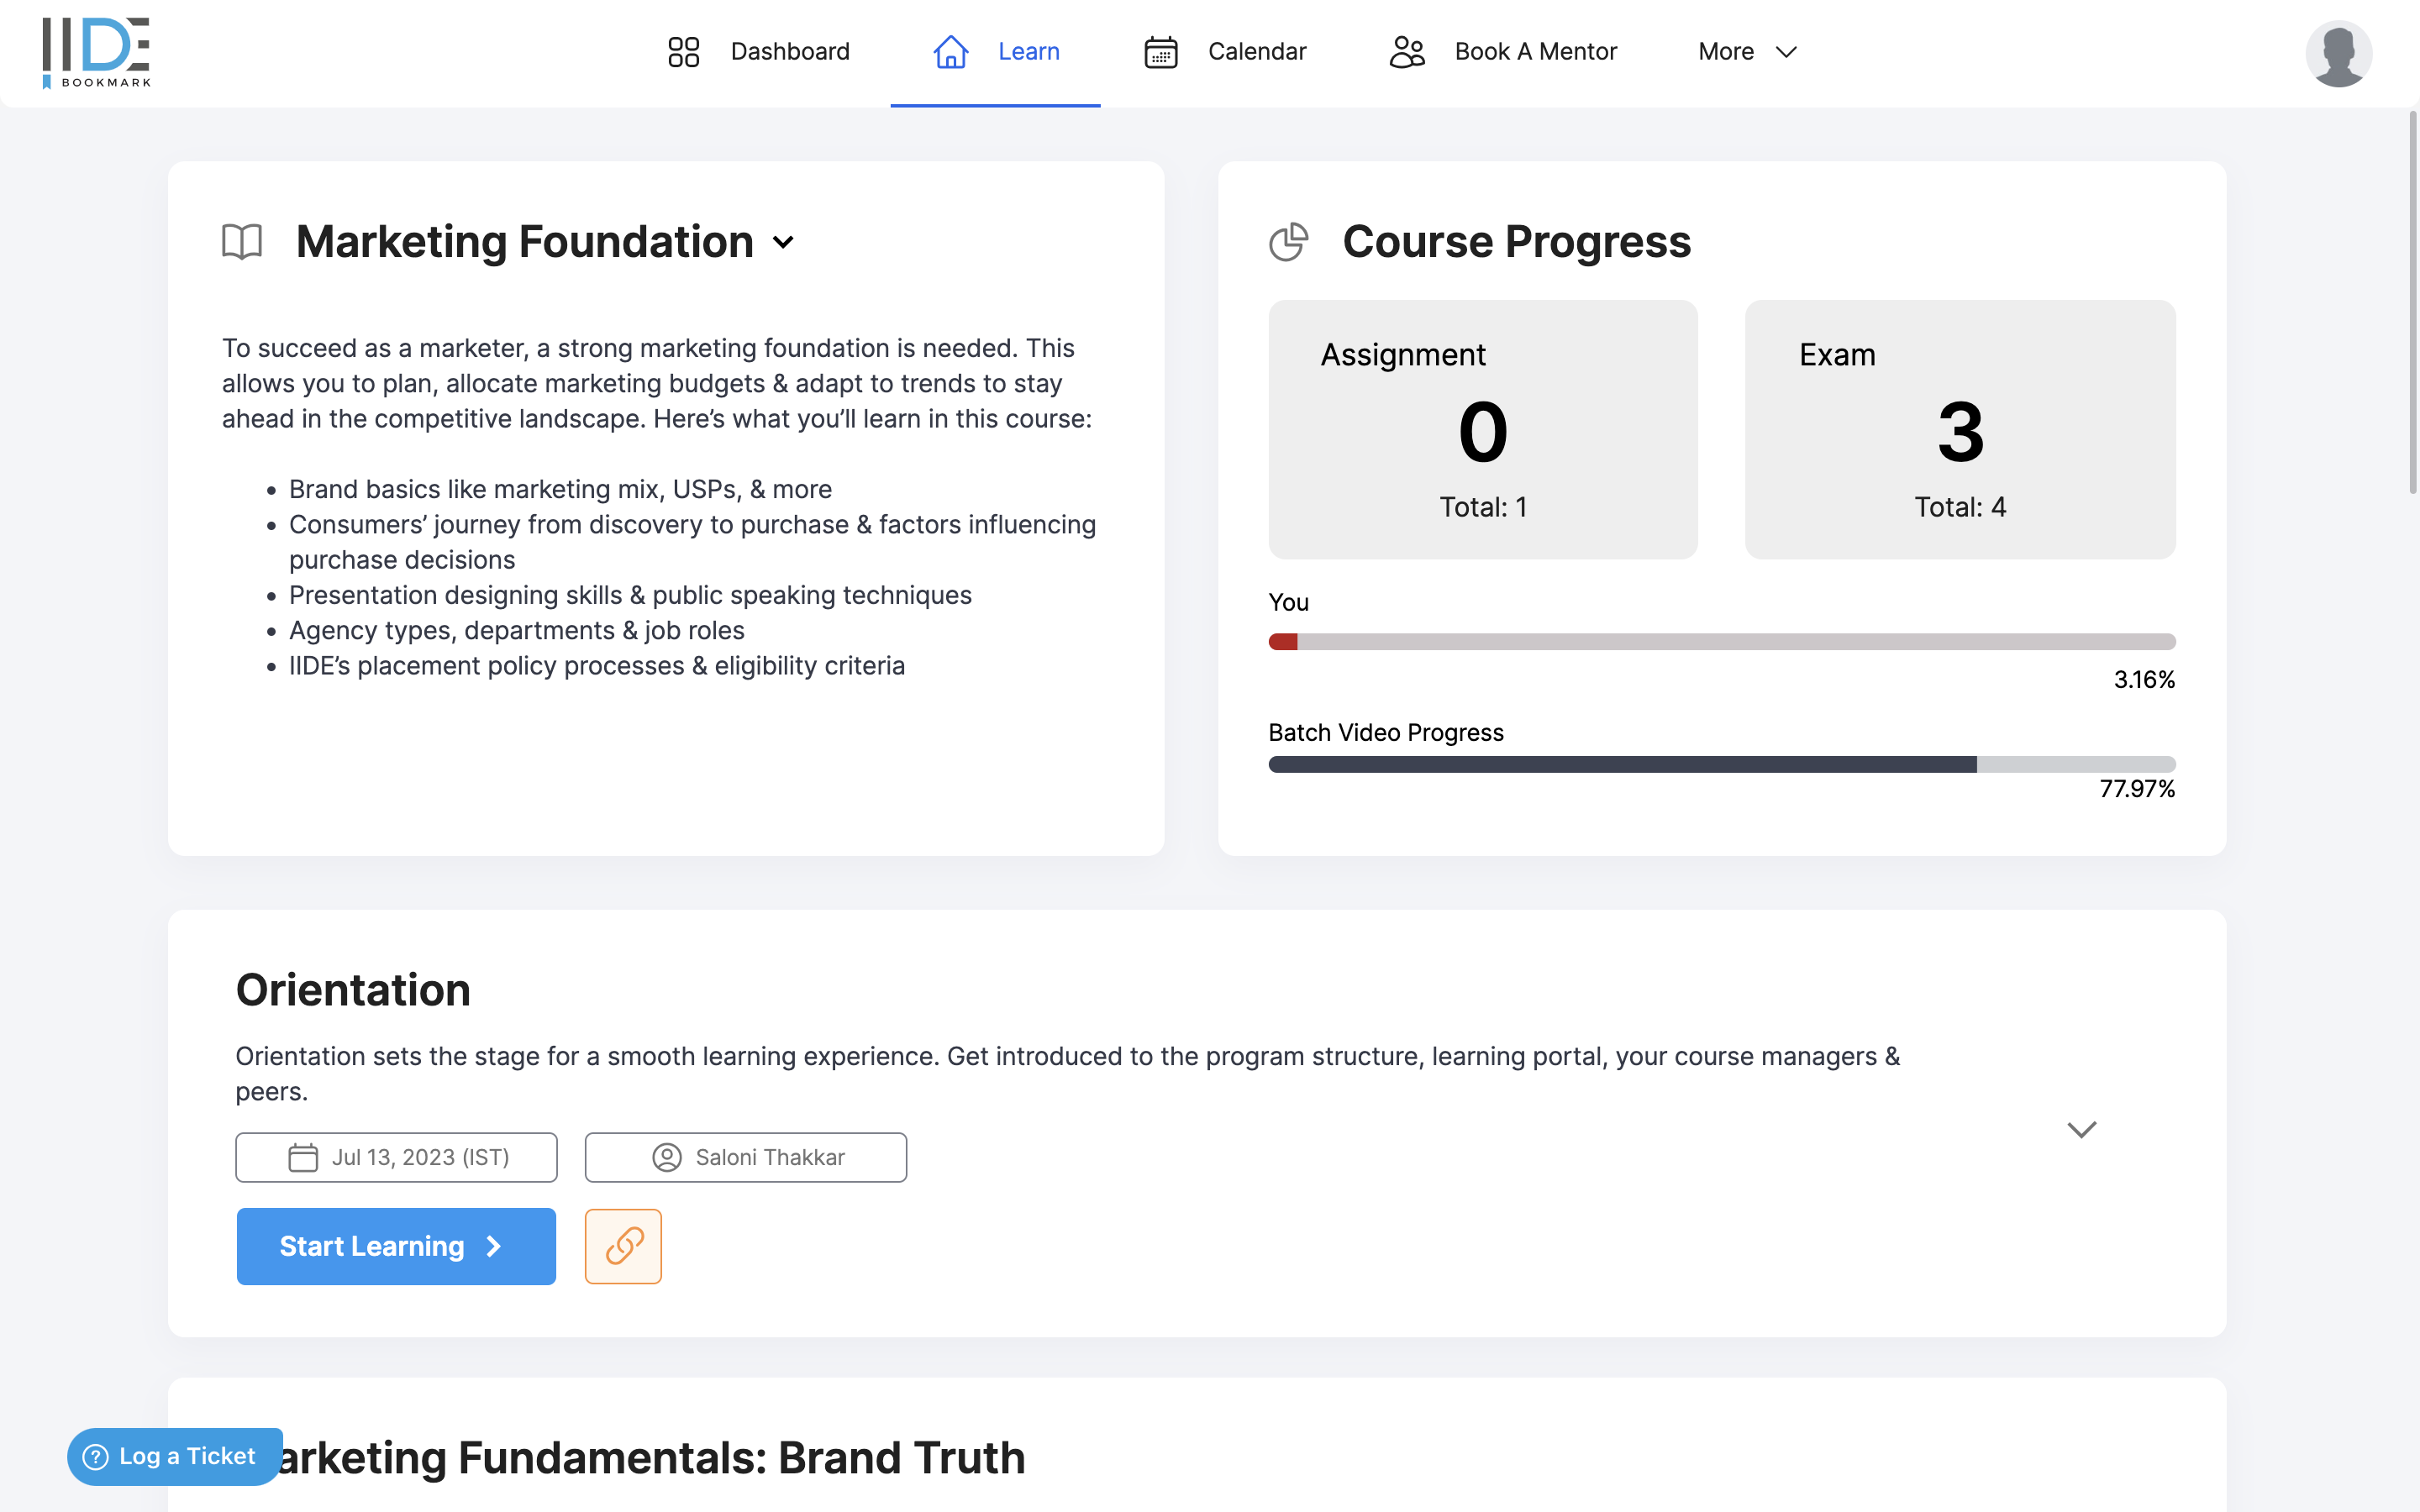 IIDE
BOOKMARK
Dashboard
Learn
Calendar
Book A Mentor
More
Marketing Foundation
To succeed as a marketer, a strong marketing foundation is needed. This
allows you to plan, allocate marketing budgets & adapt to trends to stay
ahead in the competitive landscape. Here’s what you’ll learn in this course:
• Brand basics like marketing mix, USPs, & more
• Consumers’ journey from discovery to purchase & factors influencing
purchase decisions
• Presentation designing skills & public speaking techniques
• Agency types, departments & job roles
• IIDE’s placement policy processes & eligibility criteria
Course Progress
Assignment
0
Total: 1
Exam
3
Total: 4
You
3.16%
Batch Video Progress
77.97%
Orientation
Orientation sets the stage for a smooth learning experience. Get introduced to the program structure, learning portal, your course managers &
peers.
Jul 13, 2023 (IST)
Saloni Thakkar
Start Learning
arketing Fundamentals: Brand Truth
? Log a Ticket